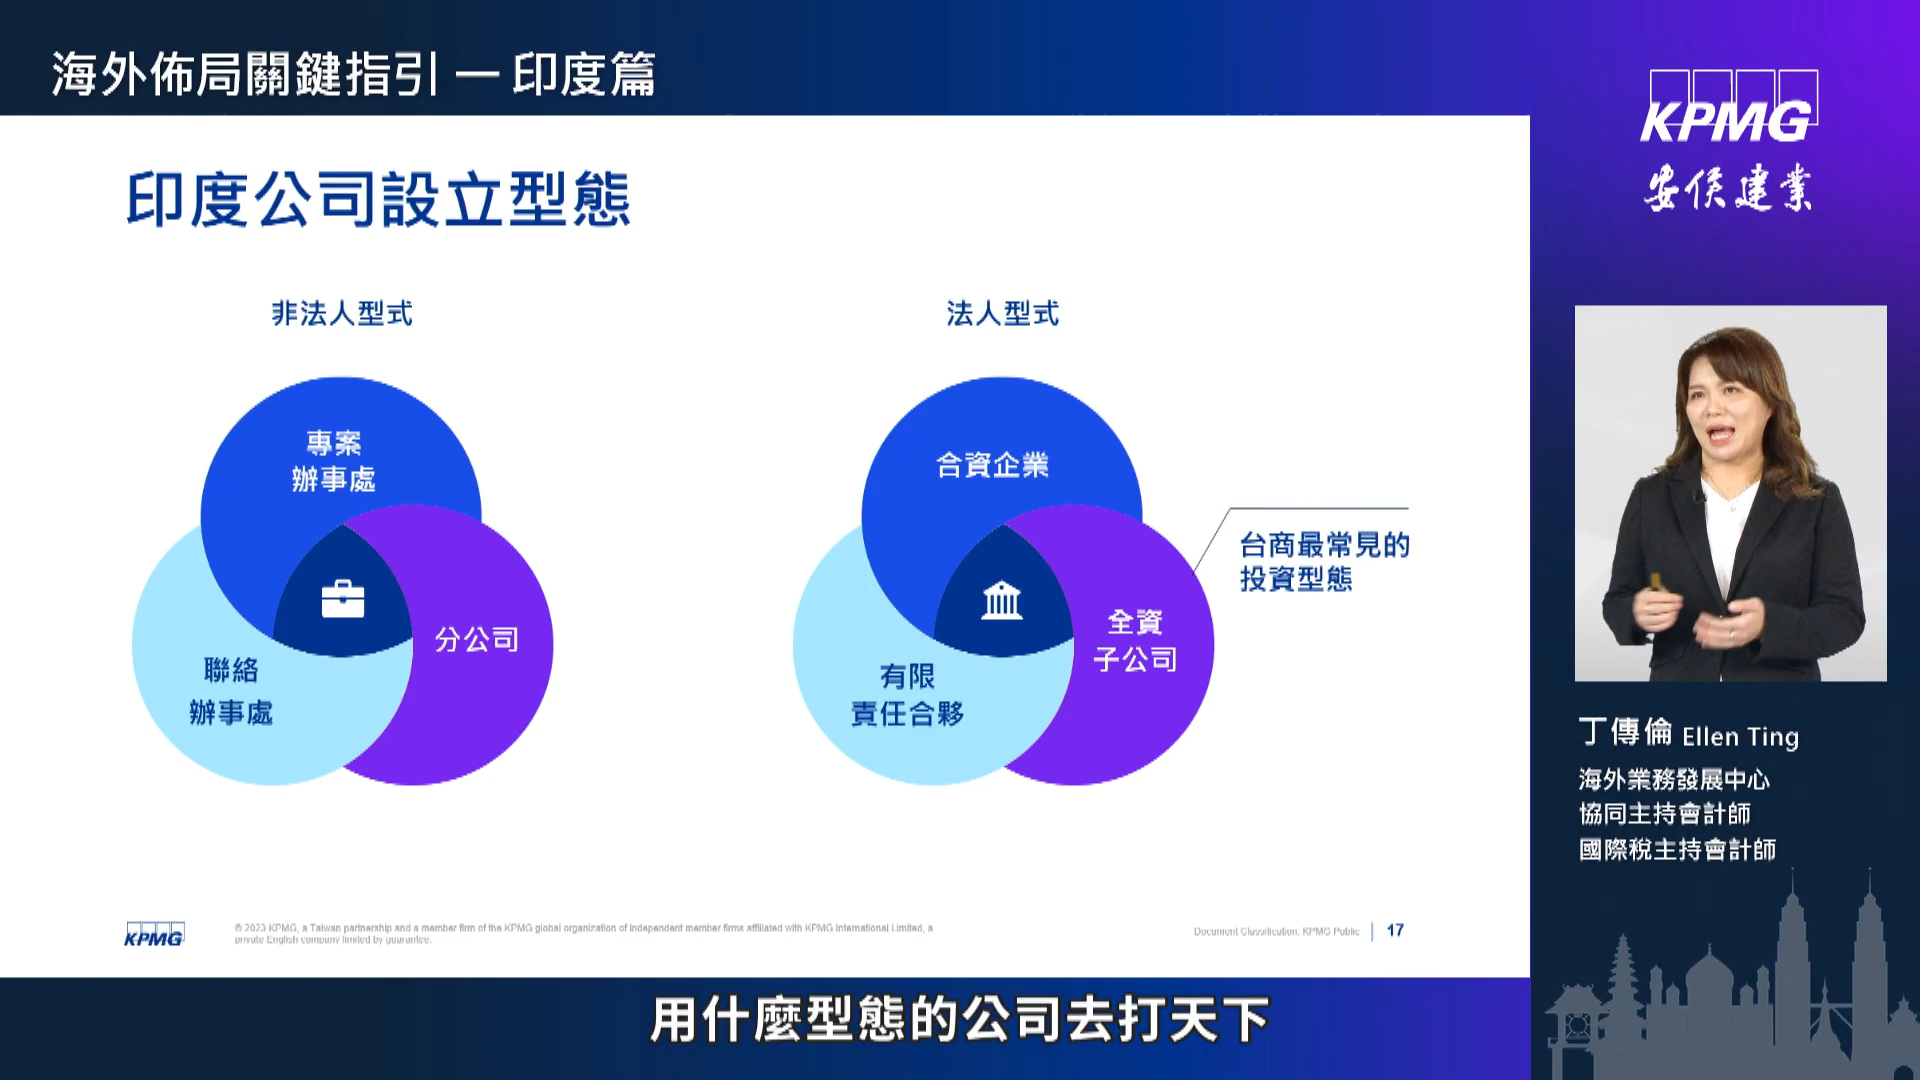 海外佈局關鍵指引 — 印度篇
KPMG
安侯建業
印度公司設立型態
非法人型式
專案
辦事處
聯絡
辦事處
分公司
法人型式
合資企業
有限
責任合夥
全資
子公司
台商最常見的
投資型態
丁傳倫 Ellen Ting
海外業務發展中心
協同主持會計師
國際稅主持會計師
KPMG
© 2023 KPMG, a Taiwan partnership and a member firm of the KPMG global organization of independent member firms affiliated with KPMG International Limited, a
private English company limited by guarantee.
Document Classification: KPMG Public
17
用什麼型態的公司去打天下